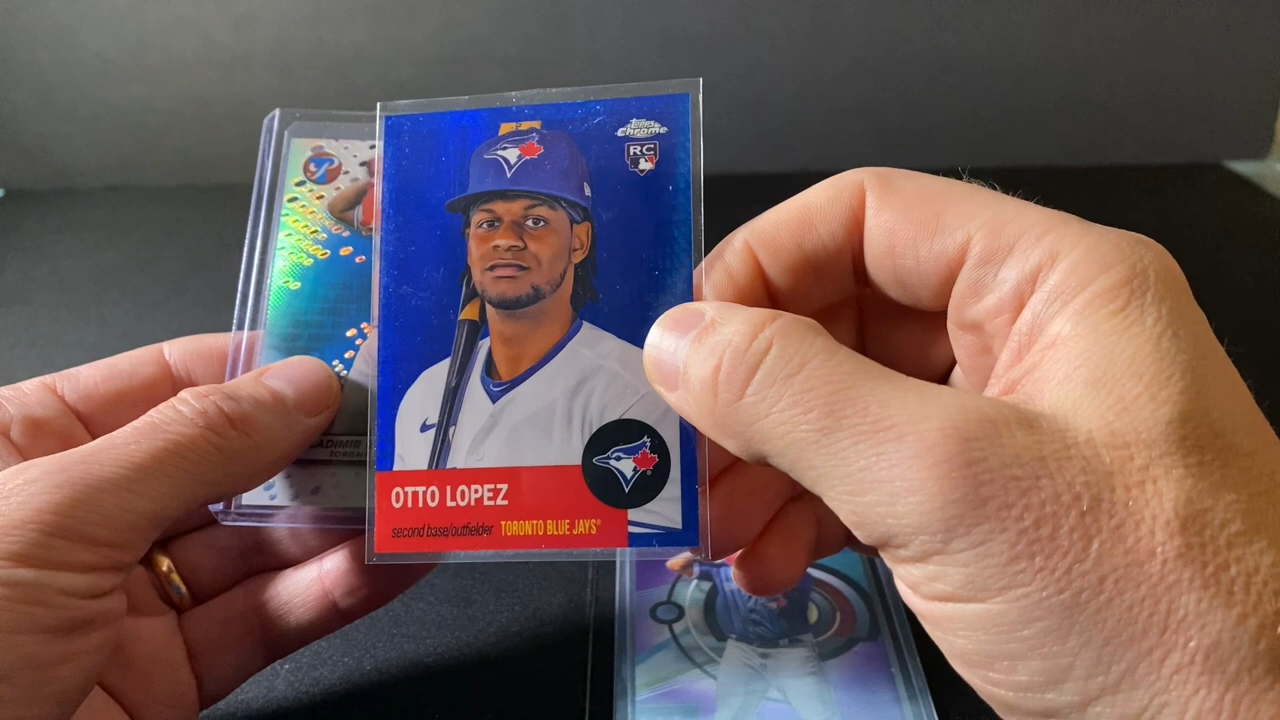 Topps
Chrome
RC
OTTO LOPEZ
second base/outfielder TORONTO BLUE JAYS®